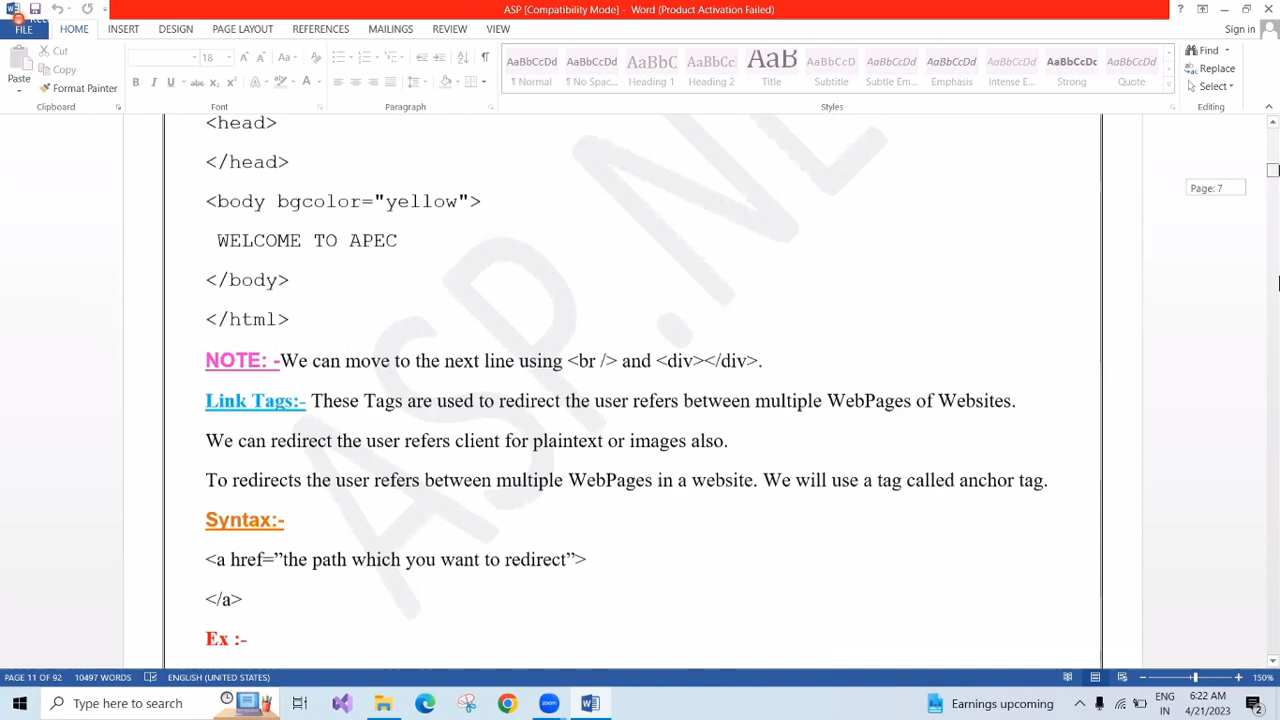 ASP [Compatibility Mode] - Word (Product Activation Failed)
FILE HOME INSERT DESIGN PAGE LAYOUT REFERENCES MAILINGS REVIEW VIEW Sign in
Paste Cut Copy Format Painter
18 Aa
AaBbCcDd AaBbCcDd AaBbC AaBbCc AaB AaBbCcD AaBbCcDd AaBbCcDd AaBbCcDd AaBbCcDc AaBbCcDd
¶ Normal ¶ No Spac... Heading 1 Heading 2 Title Subtitle Subtle Em... Emphasis Intense E... Strong Quote
Find Replace Select
Clipboard Font Paragraph Styles Editing
<head>
</head>
<body bgcolor="yellow">
WELCOME TO APEC
</body>
</html>
NOTE: -We can move to the next line using <br /> and <div></div>.
Link Tags:- These Tags are used to redirect the user refers between multiple WebPages of Websites.
We can redirect the user refers client for plaintext or images also.
To redirects the user refers between multiple WebPages in a website. We will use a tag called anchor tag.
Syntax:-
<a href=”the path which you want to redirect”>
</a>
Ex :-
ASP.NE
Page: 7
PAGE 11 OF 92 10497 WORDS ENGLISH (UNITED STATES) 150%
Type here to search zoom Earnings upcoming ENG IN 6:22 AM 4/21/2023 2